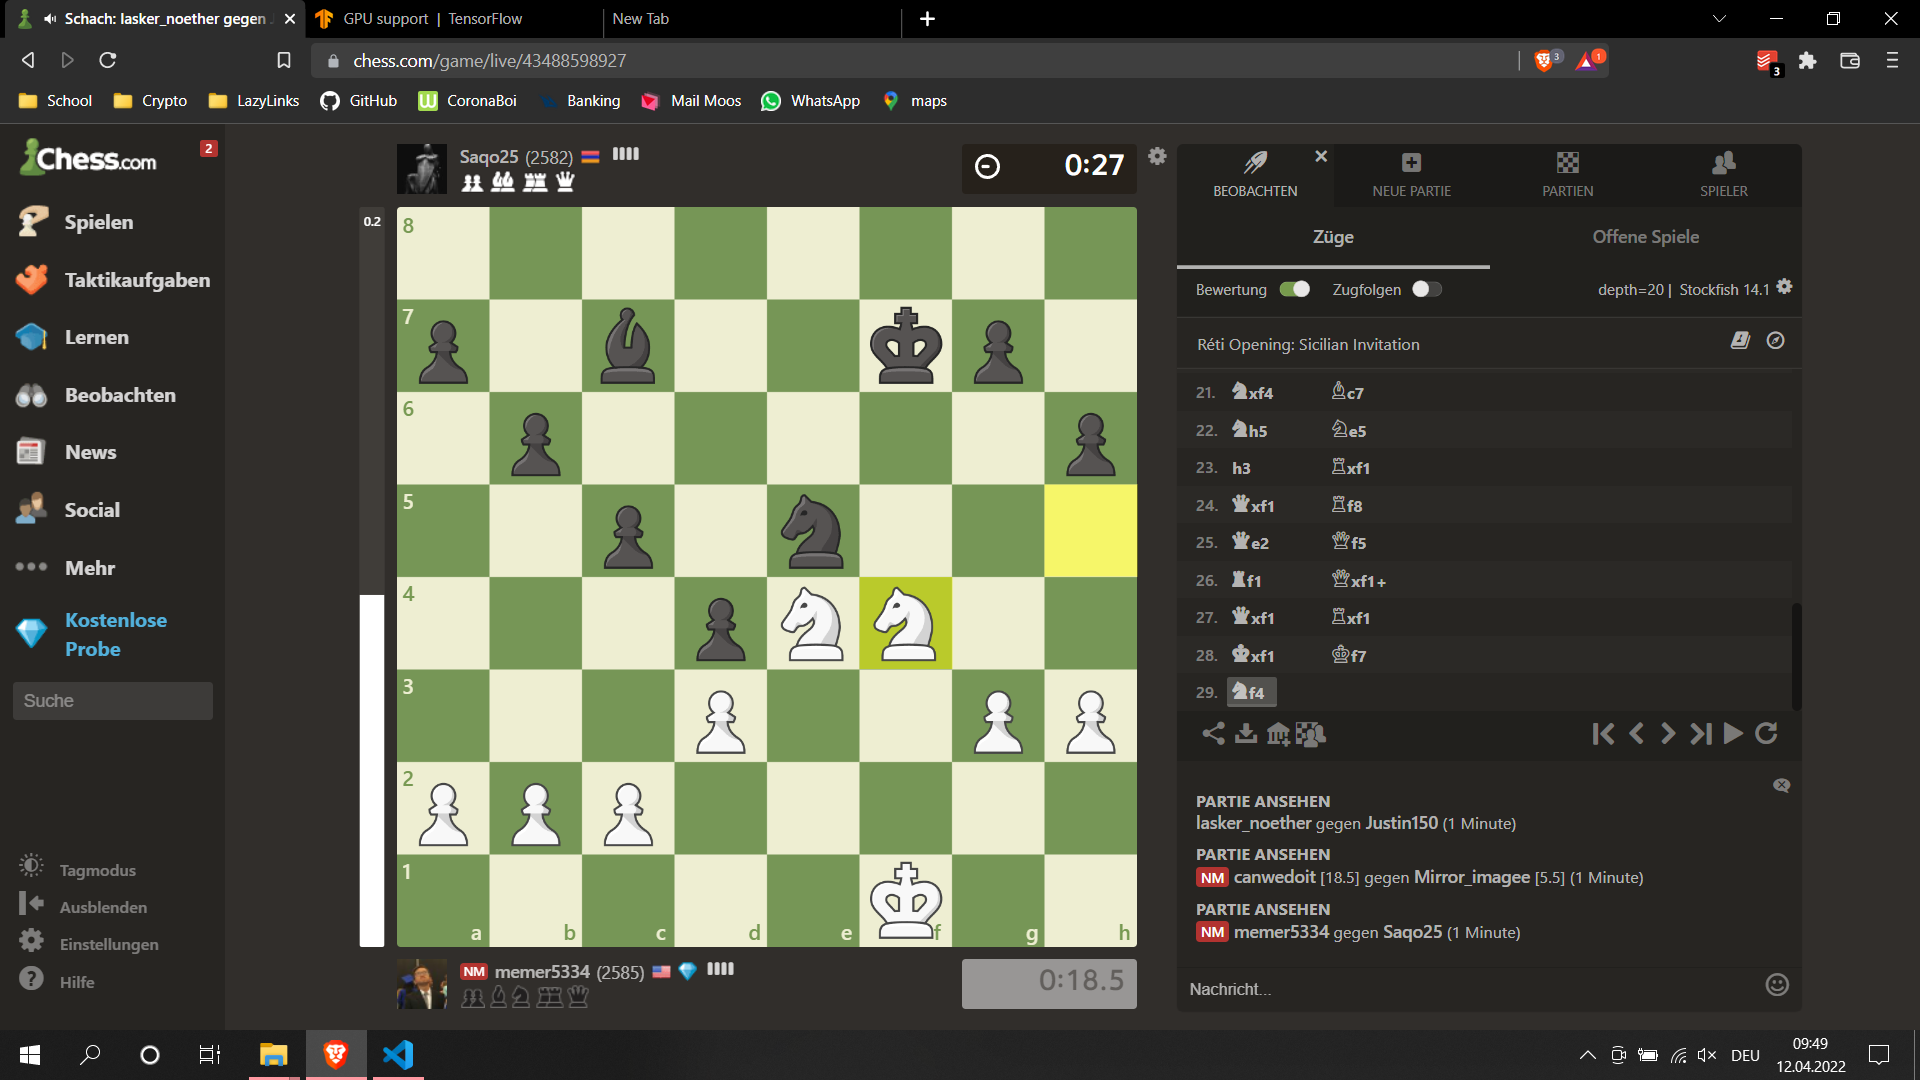 Schach: lasker_noether gegen J
GPU support | TensorFlow
New Tab
chess.com/game/live/43488598927
3
1
3
School
Crypto
LazyLinks
GitHub
CoronaBoi
Banking
Mail Moos
WhatsApp
maps
Chess.com
2
Spielen
Taktikaufgaben
Lernen
Beobachten
News
Social
Mehr
Kostenlose
Probe
Suche
Tagmodus
Ausblenden
Einstellungen
Hilfe
Saqo25 (2582)
0:27
0.2
8
7
6
5
4
3
2
1
a b c d e f g h
NM memer5334 (2585)
0:18.5
BEOBACHTEN
NEUE PARTIE
PARTIEN
SPIELER
Züge
Offene Spiele
Bewertung
Zugfolgen
depth=20 | Stockfish 14.1
Réti Opening: Sicilian Invitation
21. xf4 c7
22. h5 e5
23. h3 xf1
24. xf1 f8
25. e2 f5
26. f1 xf1+
27. xf1 xf1
28. xf1 f7
29. f4
PARTIE ANSEHEN
lasker_noether gegen Justin150 (1 Minute)
PARTIE ANSEHEN
NM canwedoit [18.5] gegen Mirror_imagee [5.5] (1 Minute)
PARTIE ANSEHEN
NM memer5334 gegen Saqo25 (1 Minute)
Nachricht...
DEU
09:49
12.04.2022